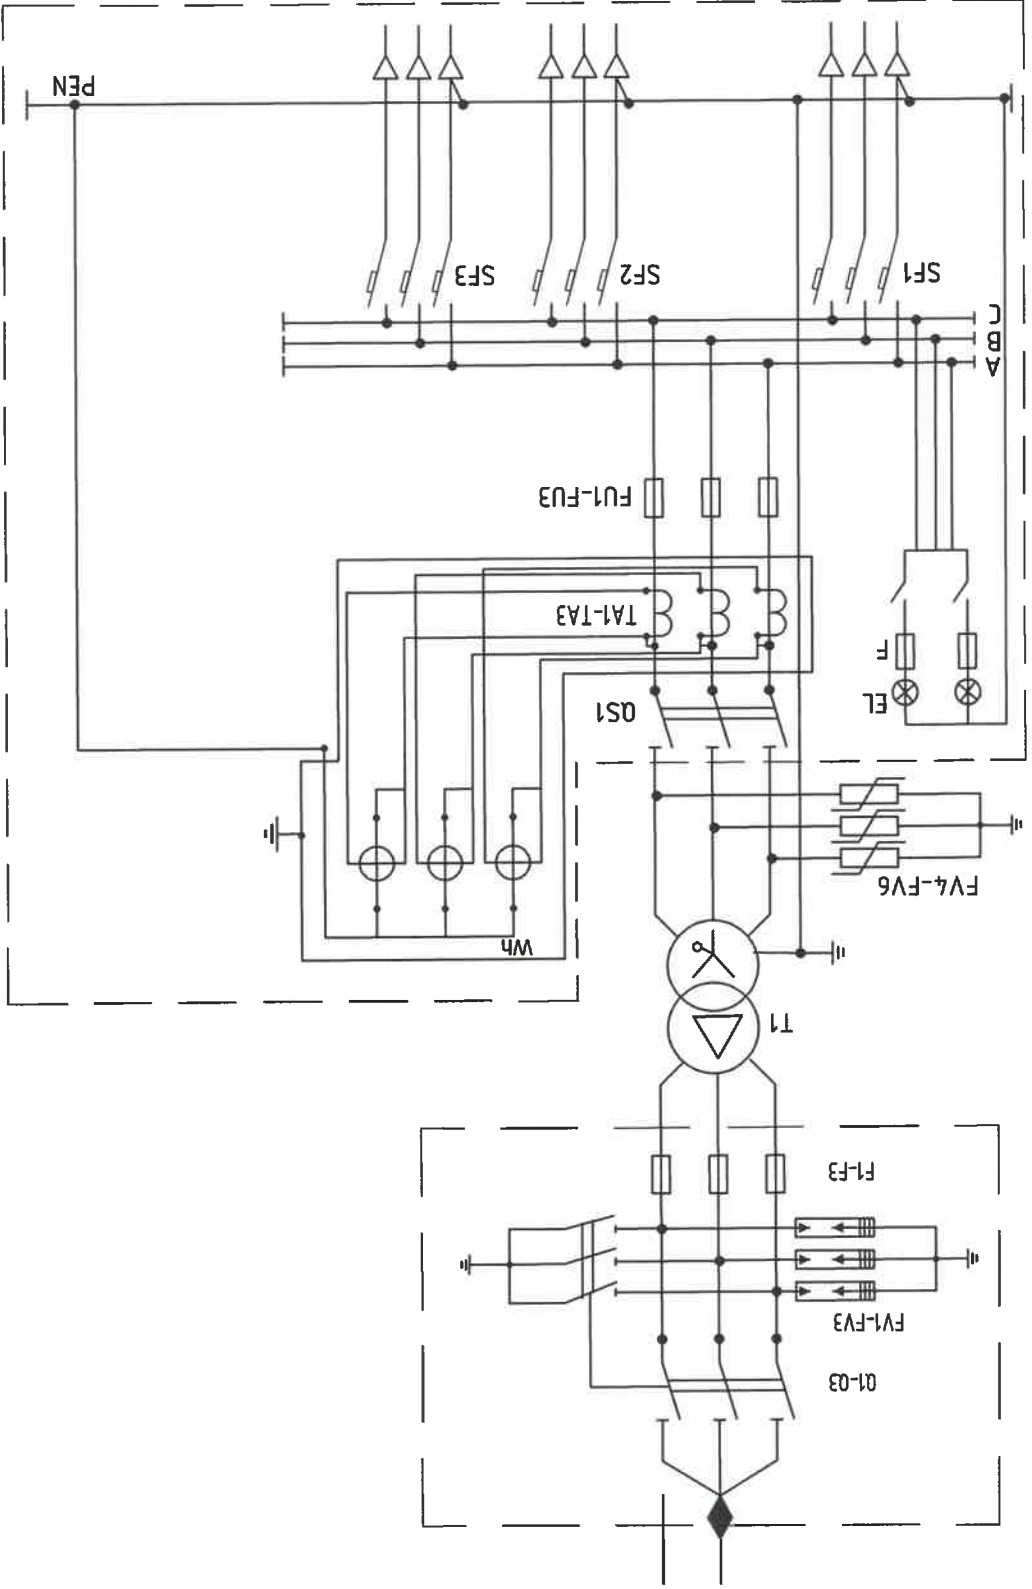 Q1-Q3
FV1-FV3
F1-F3
T1
Wh
FV4-FV6
QS1
EL
F
TA1-TA3
FU1-FU3
A
B
C
SF1
SF2
SF3
PEN